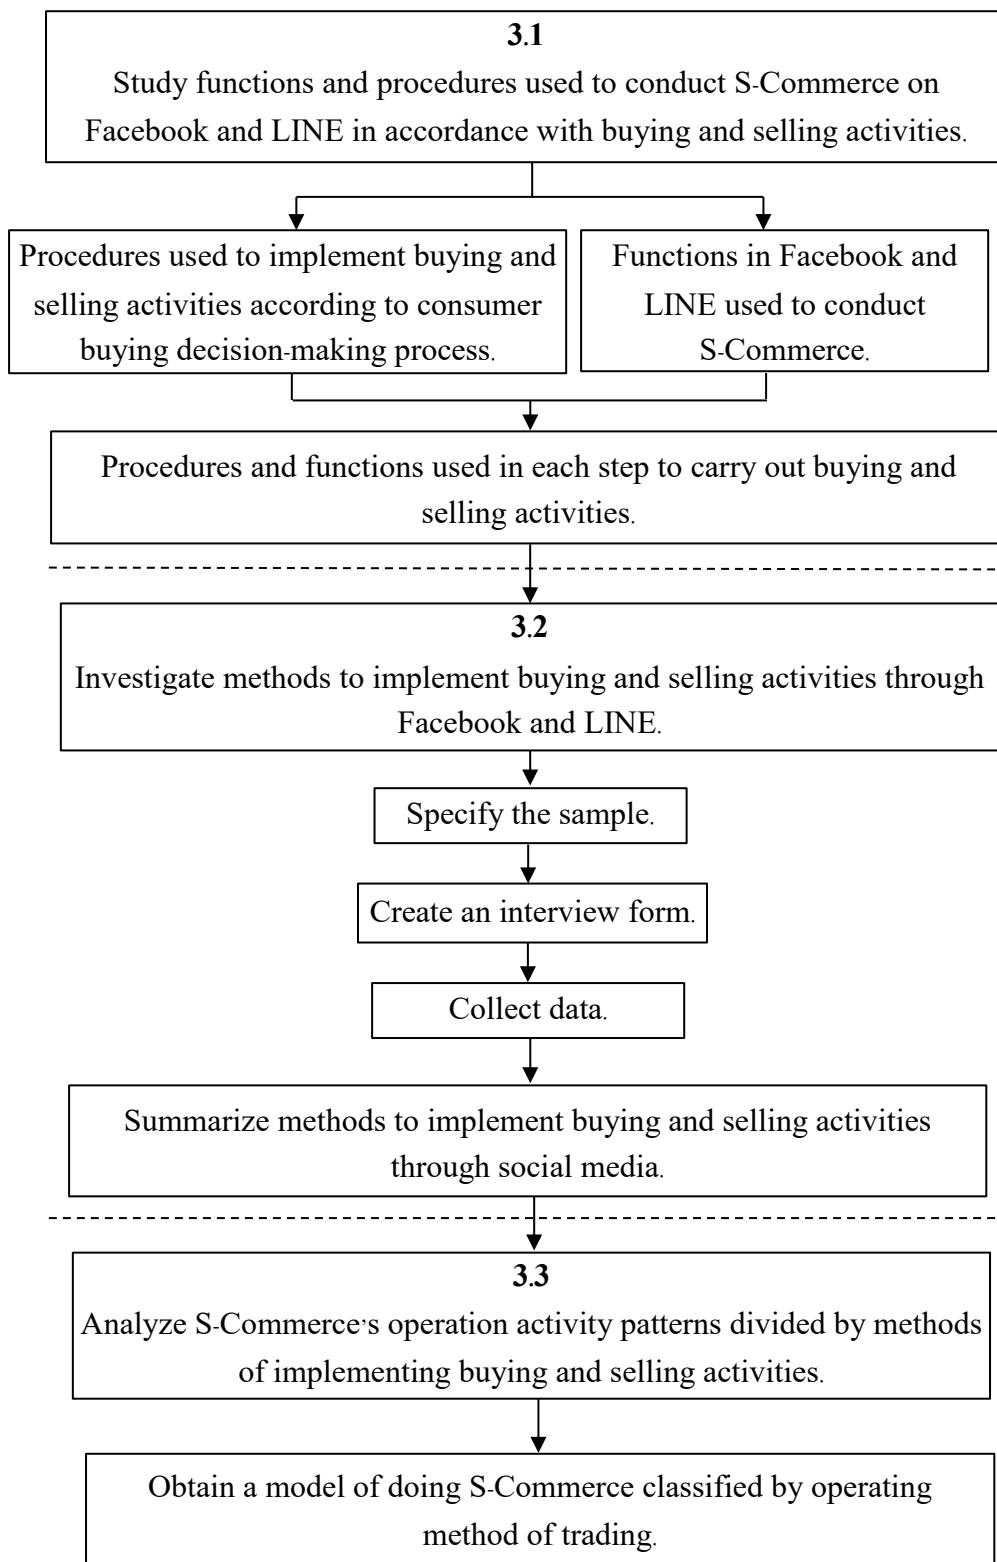 3.1
Study functions and procedures used to conduct S-Commerce on
Facebook and LINE in accordance with buying and selling activities.
Procedures used to implement buying and
selling activities according to consumer
buying decision-making process.
Functions in Facebook and
LINE used to conduct
S-Commerce.
Procedures and functions used in each step to carry out buying and
selling activities.
3.2
Investigate methods to implement buying and selling activities through
Facebook and LINE.
Specify the sample.
Create an interview form.
Collect data.
Summarize methods to implement buying and selling activities
through social media.
3.3
Analyze S-Commerce's operation activity patterns divided by methods
of implementing buying and selling activities.
Obtain a model of doing S-Commerce classified by operating
method of trading.